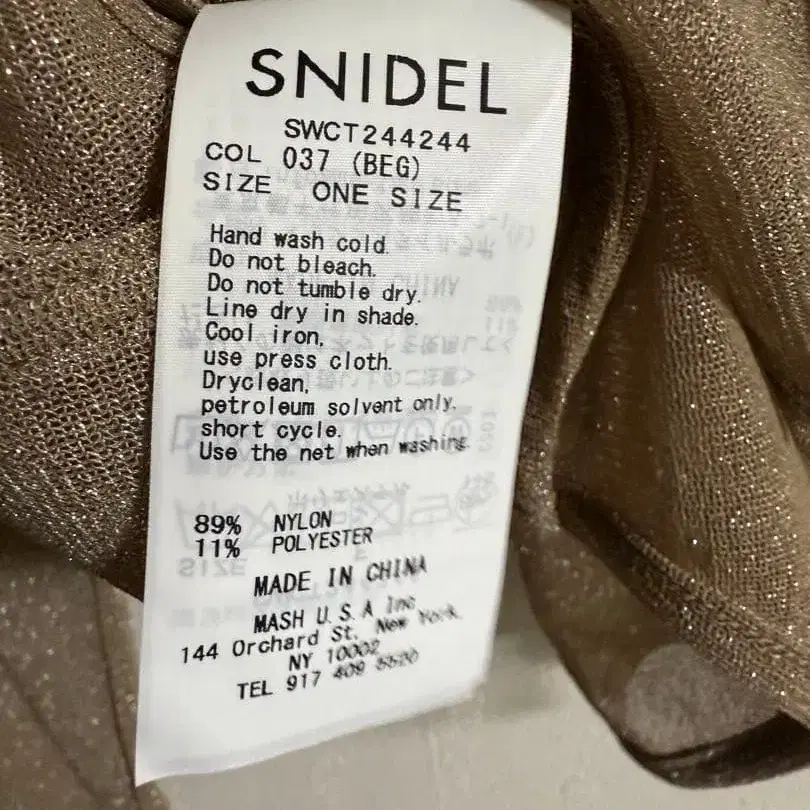 SNIDEL
SWCT244244
COL 037 (BEG)
SIZE ONE SIZE
Hand wash cold.
Do not bleach.
Do not tumble dry.
Line dry in shade.
Cool iron,
use press cloth.
Dryclean,
petroleum solvent only.
short cycle.
Use the net when washing.
89% NYLON
11% POLYESTER
MADE IN CHINA
MASH U.S.A Inc
144 Orchard St. New York.
NY 10002
TEL 917 409 5520